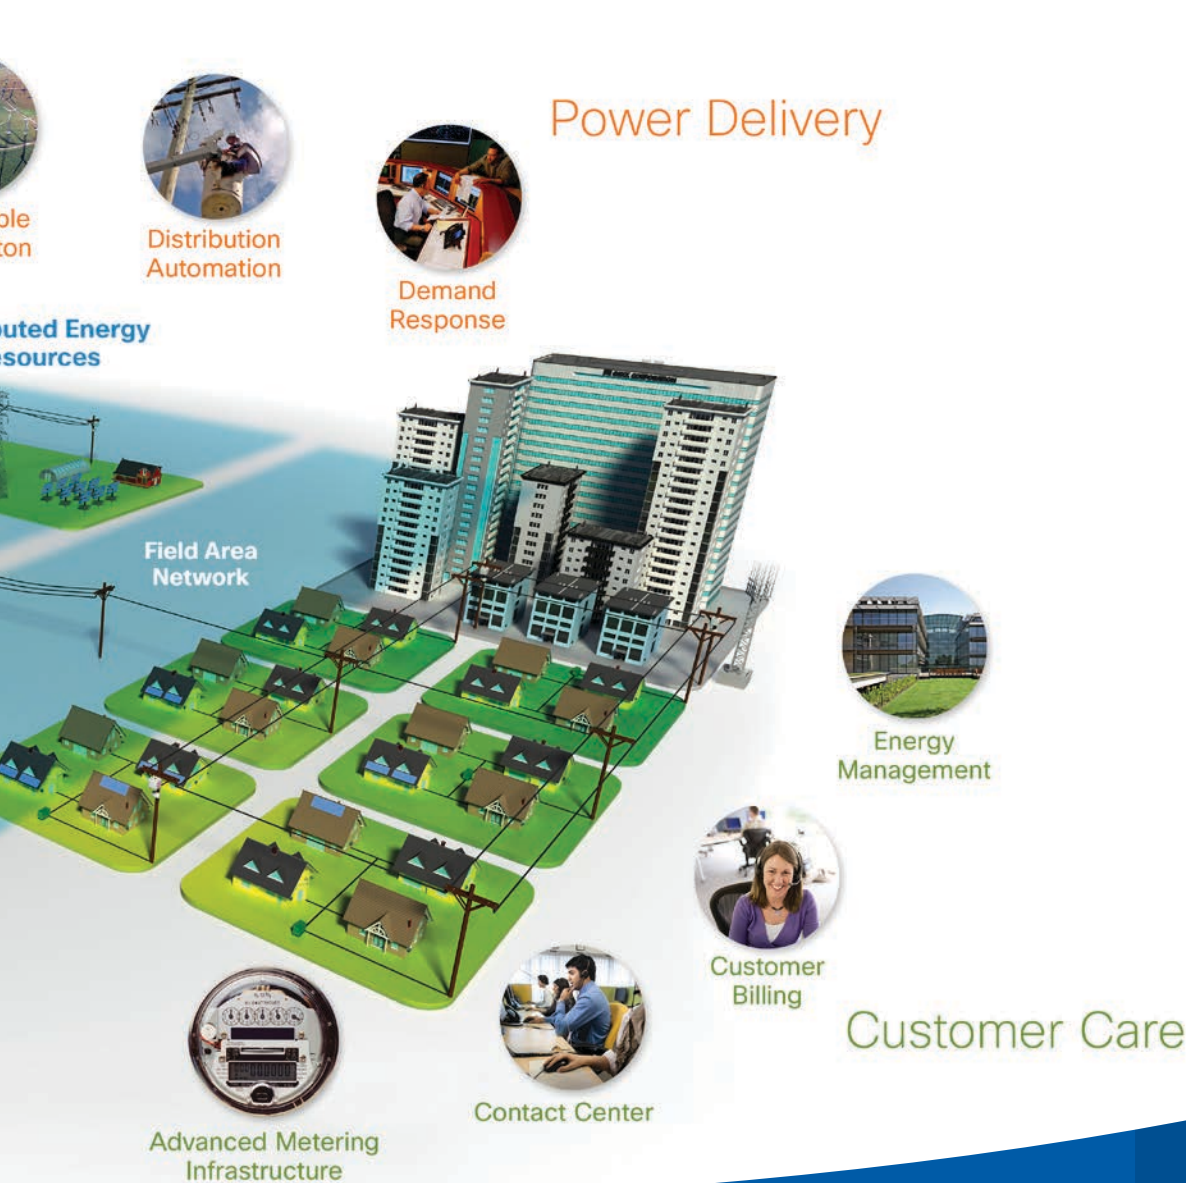 Power Delivery
Distribution
Automation
Demand
Response
Energy
Field Area
Network
Energy
Management
Customer
Billing
Customer Care
Contact Center
Advanced Metering
Infrastructure